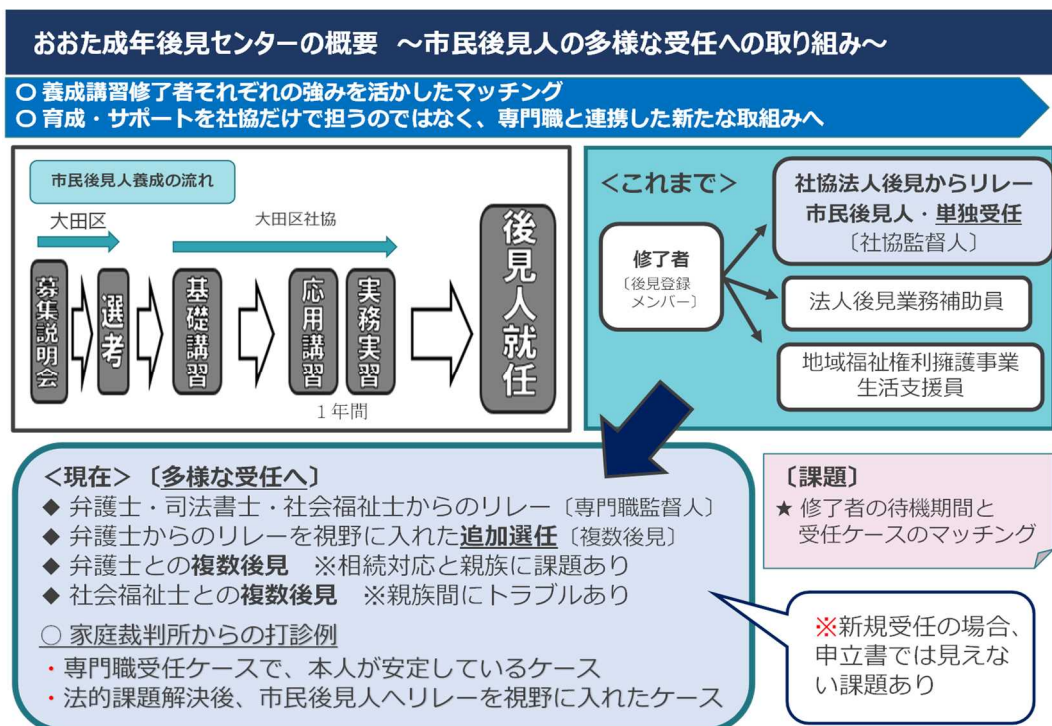 おおた成年後見センターの概要 ～市民後見人の多様な受任への取り組み～
〇 養成講習修了者それぞれの強みを活かしたマッチング
〇 育成・サポートを社協だけで担うのではなく、専門職と連携した新たな取組みへ
市民後見人養成の流れ
大田区
大田区社協
募集説明会
選考
基礎講習
応用講習
実務実習
後見人就任
1年間
＜これまで＞
修了者
〔後見登録
メンバー〕
社協法人後見からリレー
市民後見人・単独受任
〔社協監督人〕
法人後見業務補助員
地域福祉権利擁護事業
生活支援員
＜現在＞〔多様な受任へ〕
◆ 弁護士・司法書士・社会福祉士からのリレー〔専門職監督人〕
◆ 弁護士からのリレーを視野に入れた追加選任〔複数後見〕
◆ 弁護士との複数後見 ※相続対応と親族に課題あり
◆ 社会福祉士との複数後見 ※親族間にトラブルあり
○ 家庭裁判所からの打診例
・専門職受任ケースで、本人が安定しているケース
・法的課題解決後、市民後見人へリレーを視野に入れたケース
〔課題〕
★ 修了者の待機期間と
受任ケースのマッチング
※新規受任の場合、
申立書では見えな
い課題あり